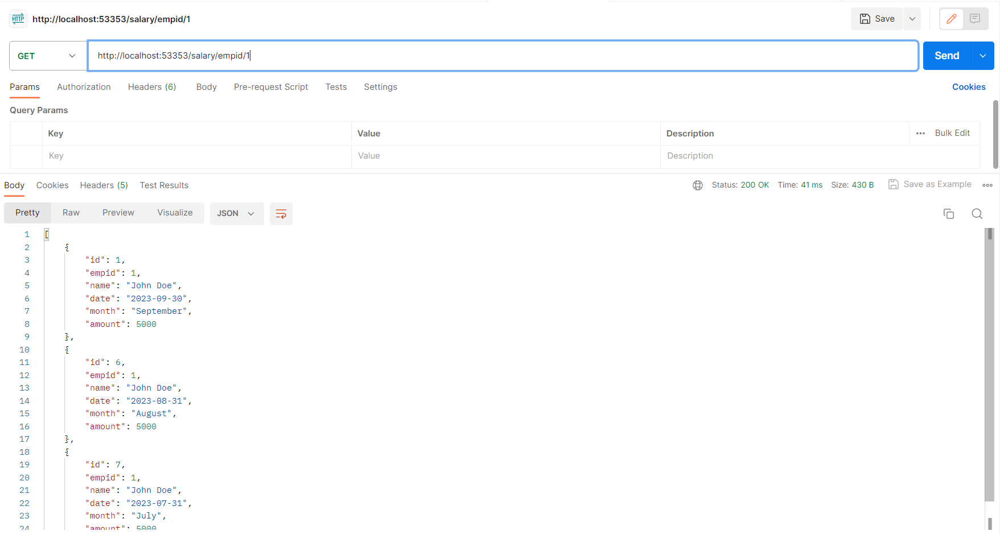 HTTP http://localhost:53353/salary/empid/1 Save
GET http://localhost:53353/salary/empid/1 Send
Params Authorization Headers (6) Body Pre-request Script Tests Settings Cookies
Query Params
Key Value Description Bulk Edit
Key Value Description
Body Cookies Headers (5) Test Results Status: 200 OK Time: 41 ms Size: 430 B Save as Example
Pretty Raw Preview Visualize JSON
1 [
2 {
3 "id": 1,
4 "empid": 1,
5 "name": "John Doe",
6 "date": "2023-09-30",
7 "month": "September",
8 "amount": 5000
9 },
10 {
11 "id": 6,
12 "empid": 1,
13 "name": "John Doe",
14 "date": "2023-08-31",
15 "month": "August",
16 "amount": 5000
17 },
18 {
19 "id": 7,
20 "empid": 1,
21 "name": "John Doe",
22 "date": "2023-07-31",
23 "month": "July",
24 "amount": 5000